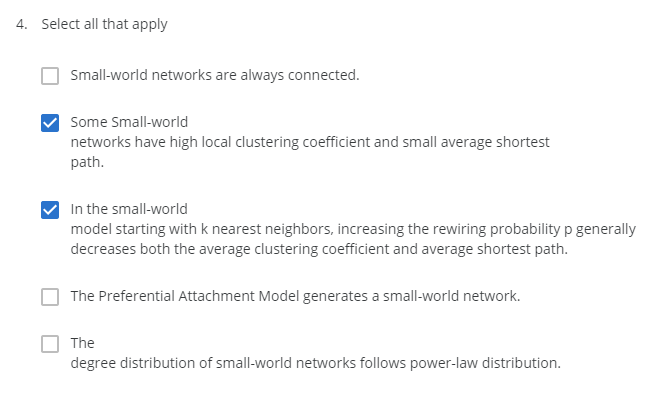 4. Select all that apply
Small-world networks are always connected.
Some Small-world
networks have high local clustering coefficient and small average shortest
path.
In the small-world
model starting with k nearest neighbors, increasing the rewiring probability p generally
decreases both the average clustering coefficient and average shortest path.
The Preferential Attachment Model generates a small-world network.
The
degree distribution of small-world networks follows power-law distribution.